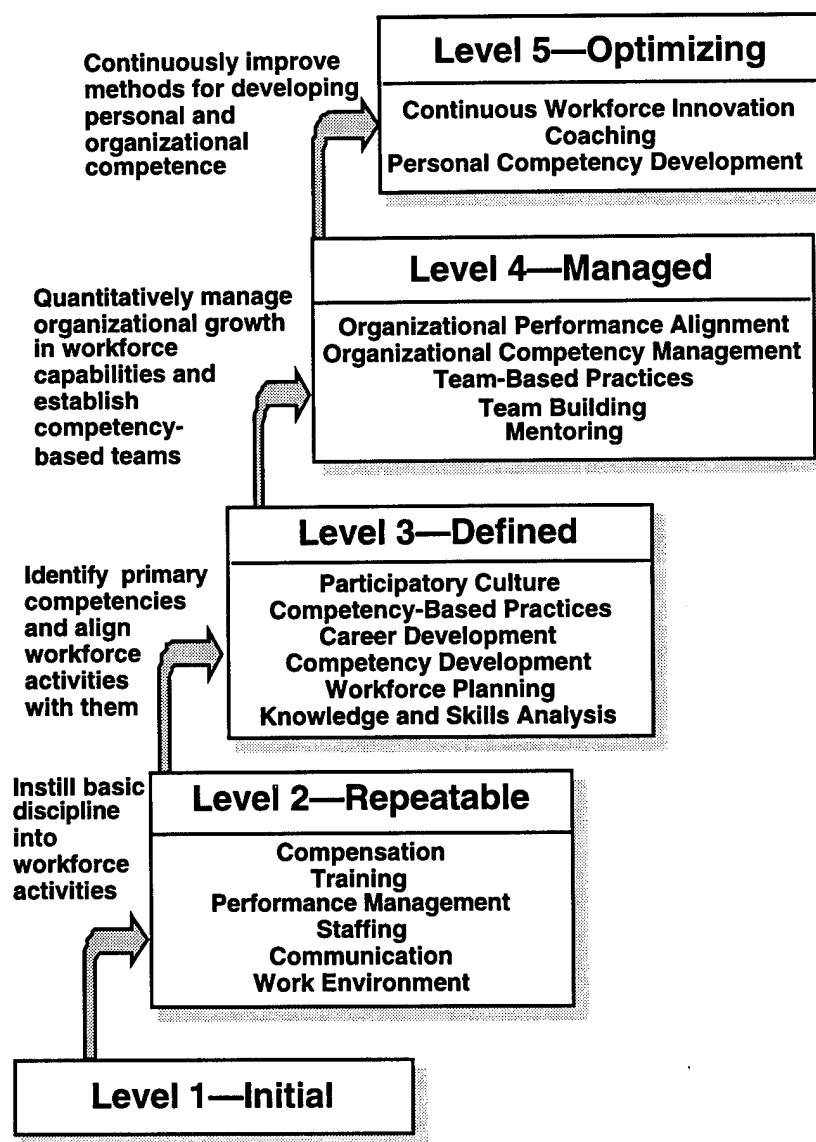 Level 5—Optimizing
Continuous Workforce Innovation
Coaching
Personal Competency Development
Continuously improve
methods for developing
personal and
organizational
competence
Level 4—Managed
Organizational Performance Alignment
Organizational Competency Management
Team-Based Practices
Team Building
Mentoring
Quantitatively manage
organizational growth
in workforce
capabilities and
establish
competency-
based teams
Level 3—Defined
Participatory Culture
Competency-Based Practices
Career Development
Competency Development
Workforce Planning
Knowledge and Skills Analysis
Identify primary
competencies
and align
workforce
activities
with them
Level 2—Repeatable
Compensation
Training
Performance Management
Staffing
Communication
Work Environment
Instill basic
discipline
into
workforce
activities
Level 1—Initial